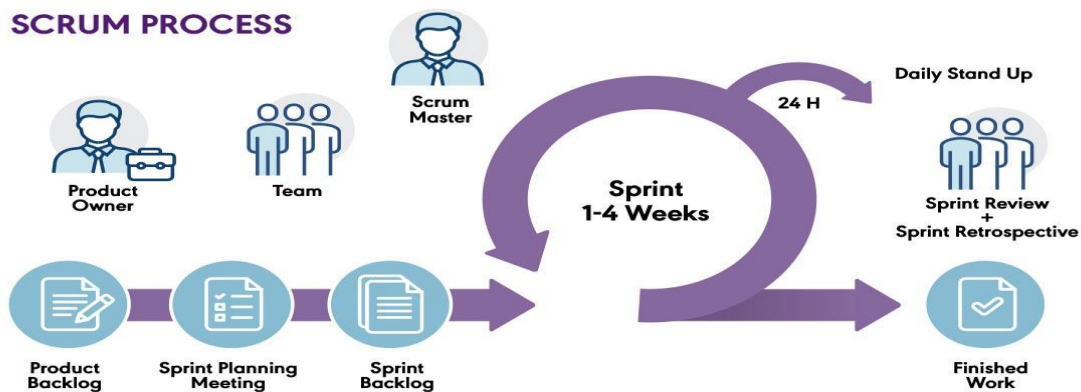 SCRUM PROCESS
Scrum
Master
Product
Owner
Team
24 H
Daily Stand Up
Sprint
1-4 Weeks
Sprint Review
+
Sprint Retrospective
Product
Backlog
Sprint Planning
Meeting
Sprint
Backlog
Finished
Work